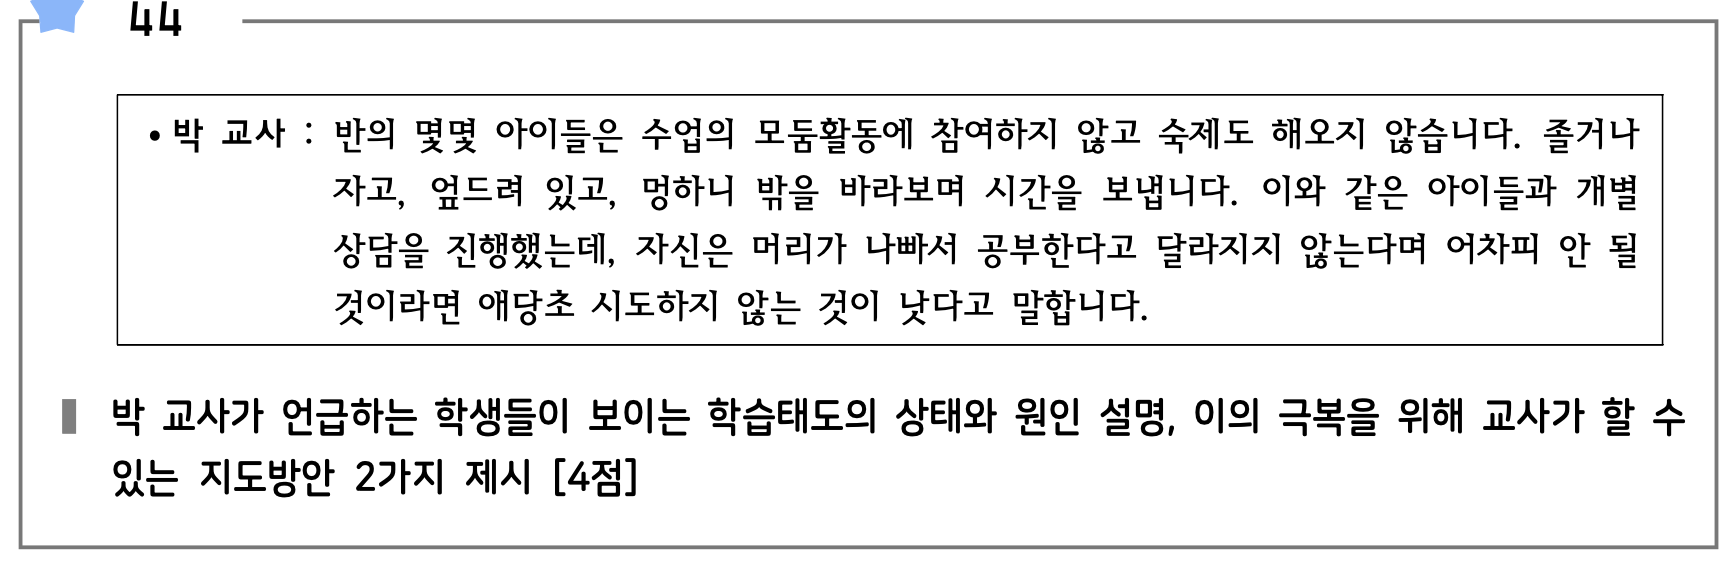 44
• 박 교사 : 반의 몇몇 아이들은 수업의 모둠활동에 참여하지 않고 숙제도 해오지 않습니다. 졸거나
자고, 엎드려 있고, 멍하니 밖을 바라보며 시간을 보냅니다. 이와 같은 아이들과 개별
상담을 진행했는데, 자신은 머리가 나빠서 공부한다고 달라지지 않는다며 어차피 안 될
것이라면 애당초 시도하지 않는 것이 낫다고 말합니다.
박 교사가 언급하는 학생들이 보이는 학습태도의 상태와 원인 설명, 이의 극복을 위해 교사가 할 수
있는 지도방안 2가지 제시 [4점]